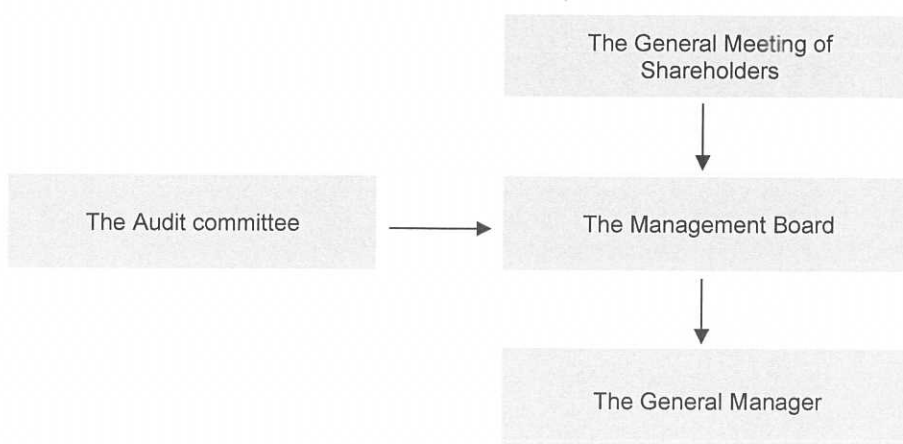 The General Meeting of
Shareholders
The Audit committee
The Management Board
The General Manager